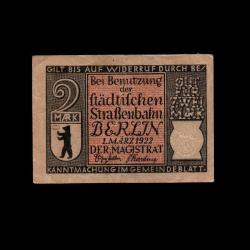 GILT BIS AUF WIDERRUF DURCH BE
2
MARK
Bei Benutzung
der
städtischen
Straßenbahn
BERLIN
1.MÄRZ 1922
DER MAGISTRAT
KANNTMACHUNG IM GEMEINDEBLATT